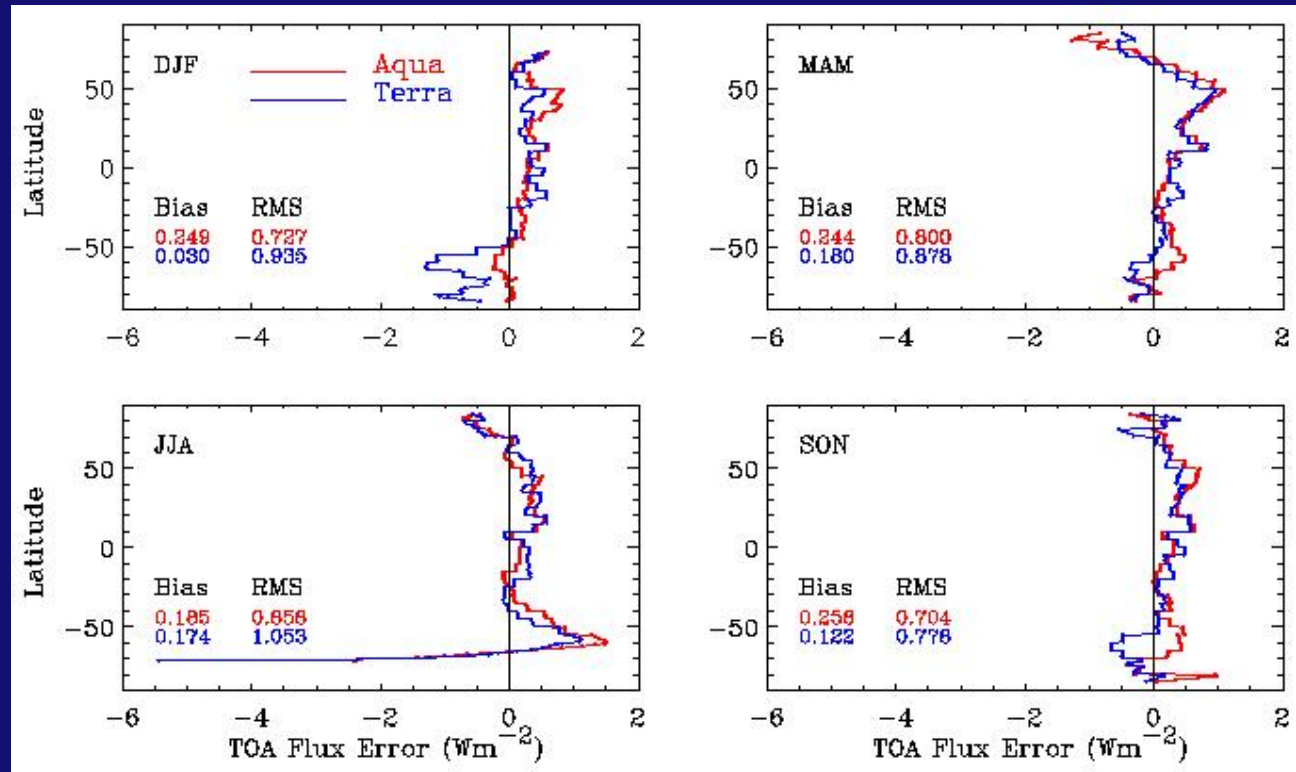 DJF
Aqua
Terra
Latitude
50
0
−50
Bias RMS
0.249 0.727
0.030 0.935
−6 −4 −2 0 2
MAM
50
0
−50
Bias RMS
0.244 0.800
0.180 0.878
−6 −4 −2 0 2
JJA
Latitude
50
0
−50
Bias RMS
0.185 0.858
0.174 1.053
−6 −4 −2 0 2
TOA Flux Error (Wm⁻²)
SON
50
0
−50
Bias RMS
0.258 0.704
0.122 0.776
−6 −4 −2 0 2
TOA Flux Error (Wm⁻²)